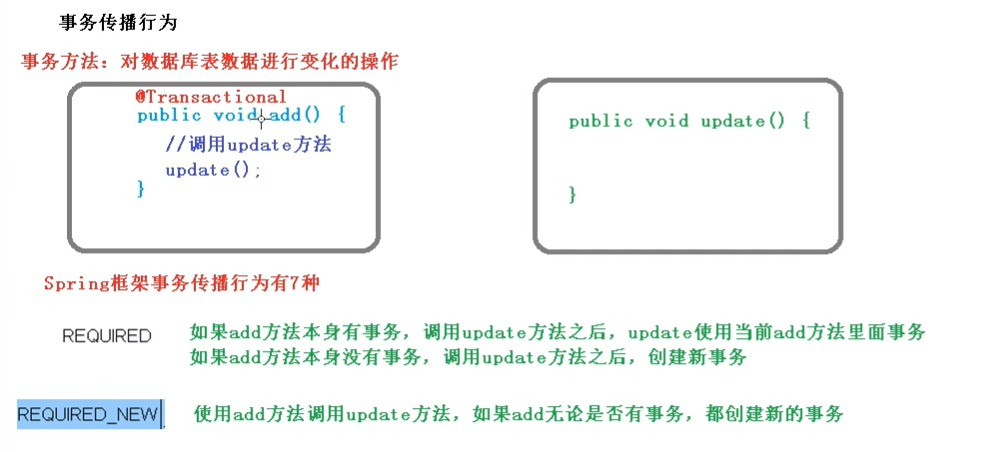 事务传播行为
事务方法：对数据库表数据进行变化的操作
@Transactional
public void add() {
//调用update方法
update();
}
public void update() {
}
Spring框架事务传播行为有7种
REQUIRED
如果add方法本身有事务，调用update方法之后，update使用当前add方法里面事务
如果add方法本身没有事务，调用update方法之后，创建新事务
REQUIRED_NEW
使用add方法调用update方法，如果add无论是否有事务，都创建新的事务